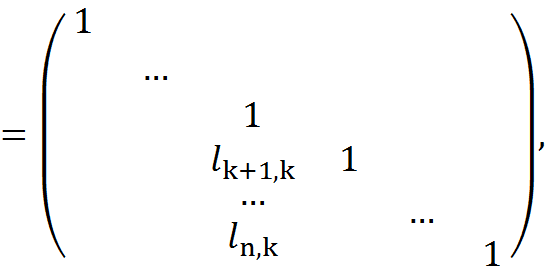 1
...
1
= l_{k+1,k} 1 ,
...
l_{n,k} ...
1